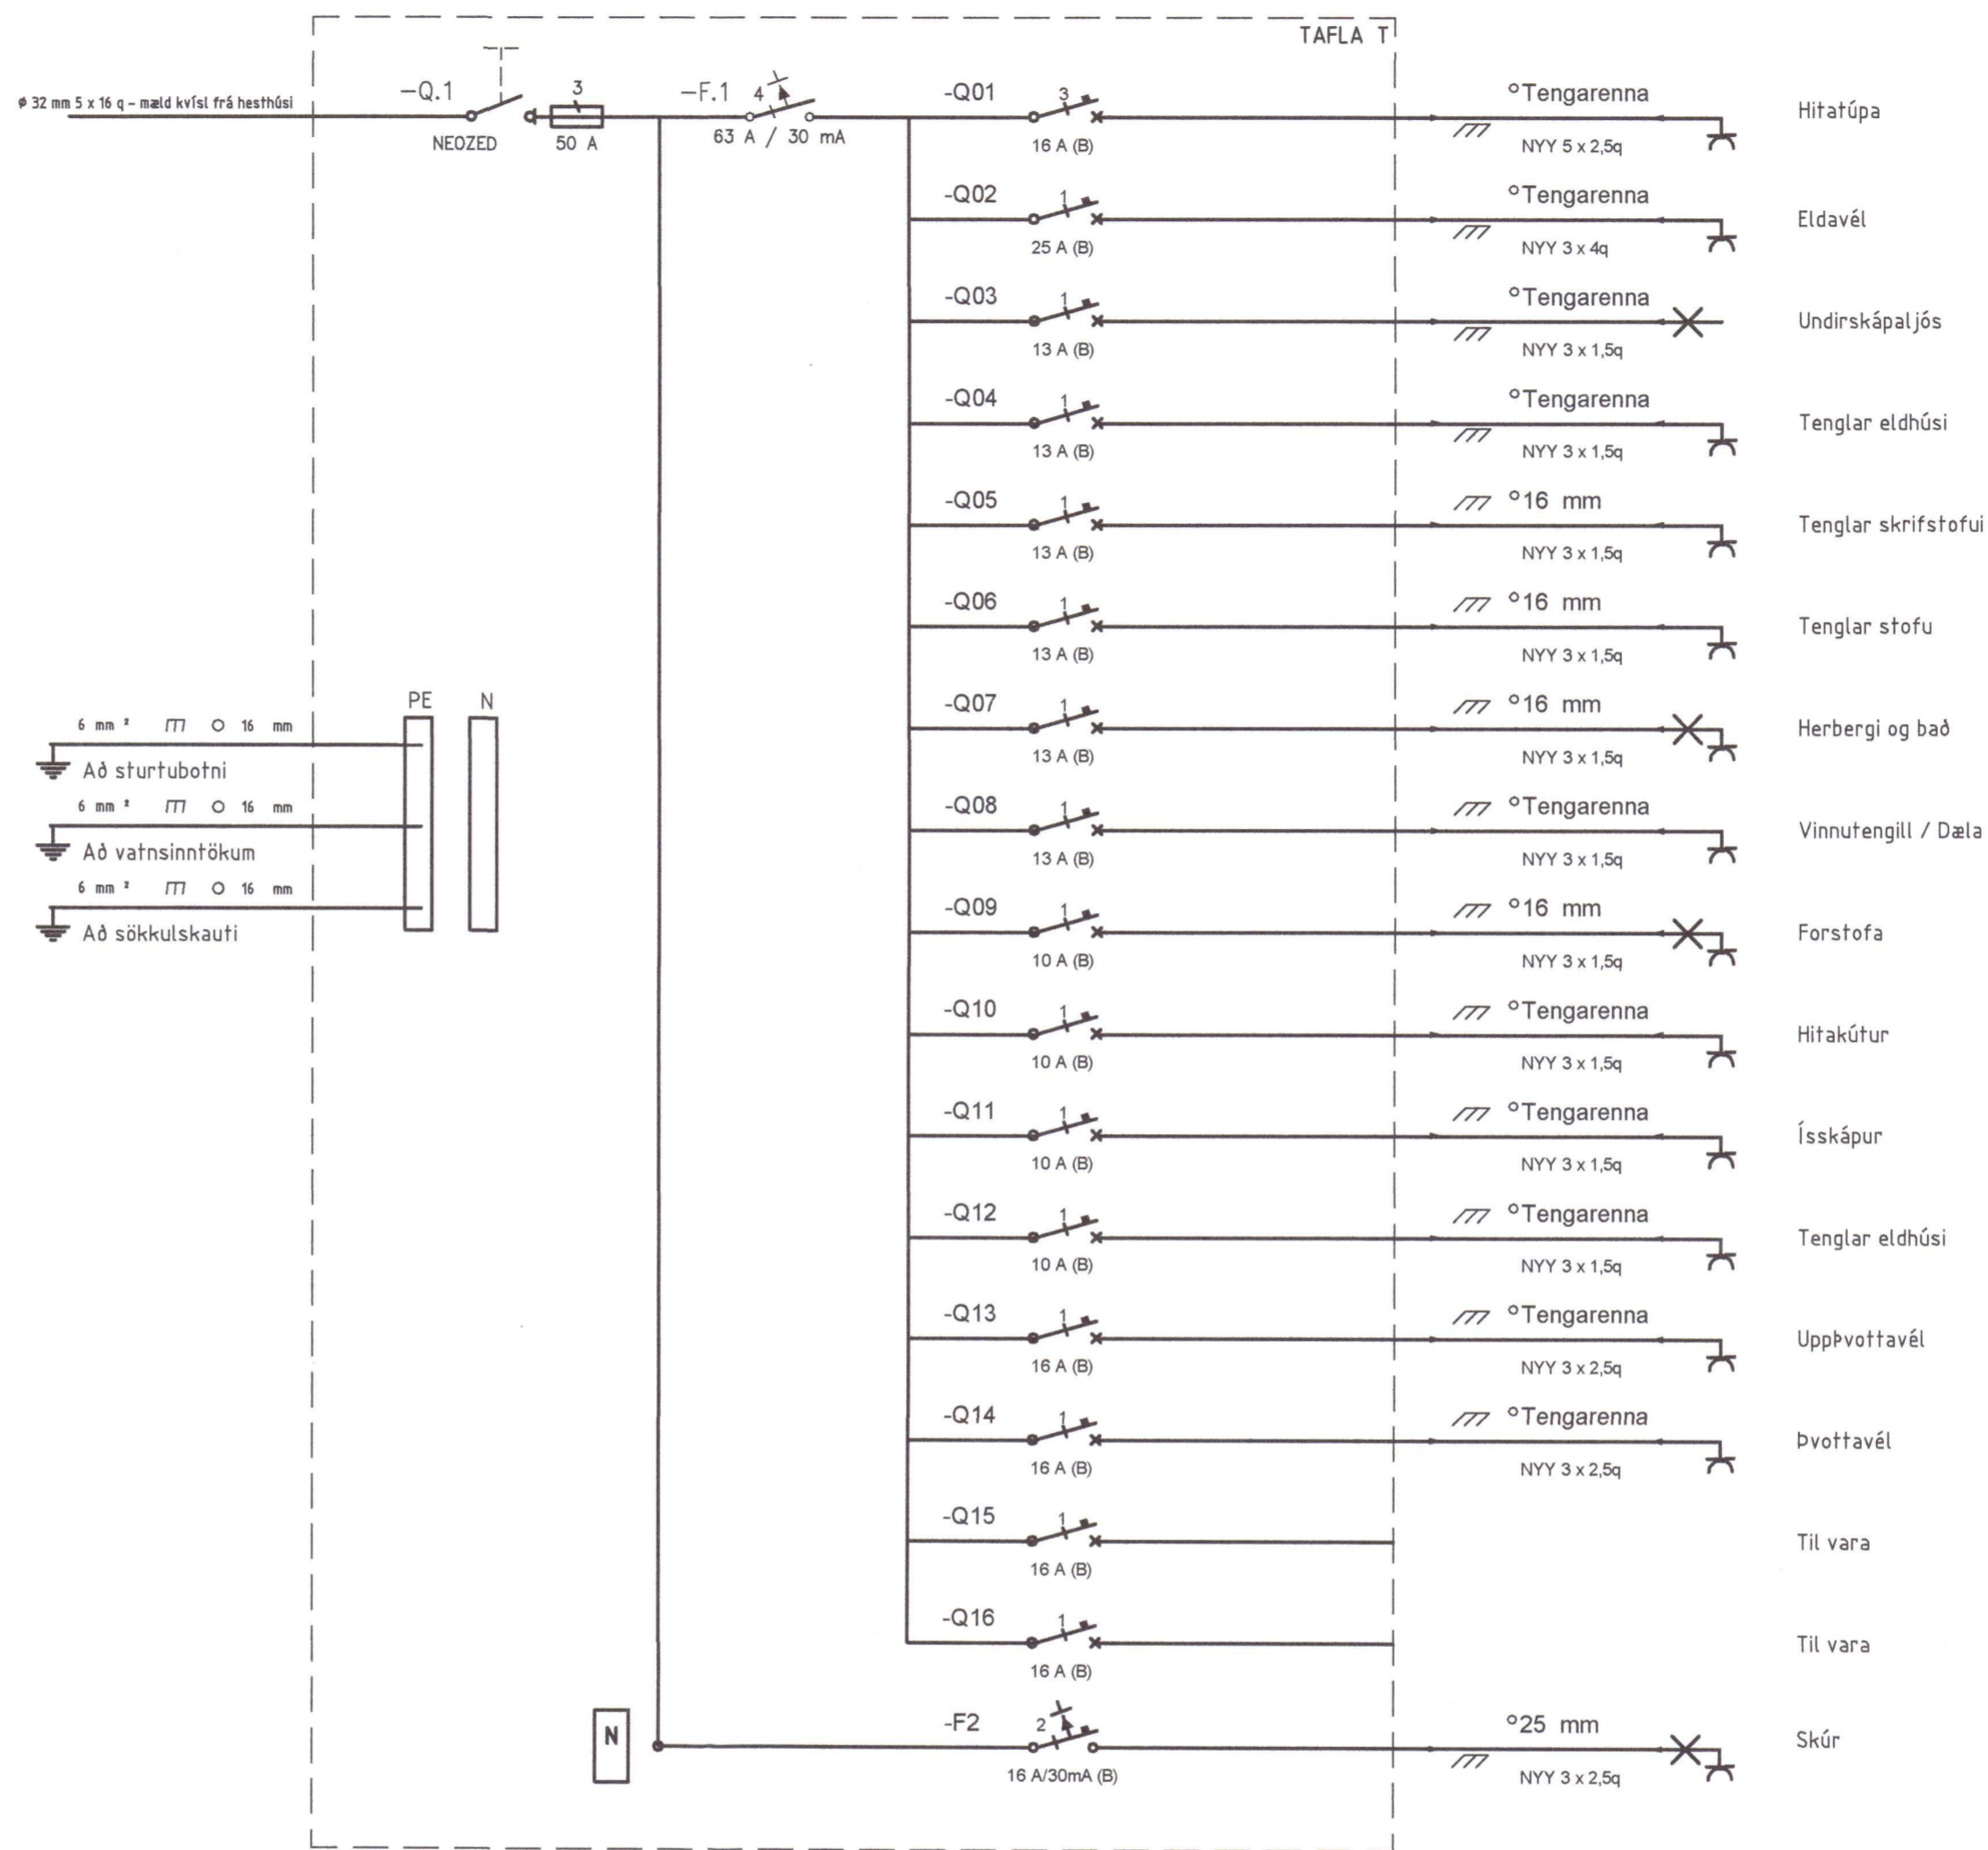 TAFLA T
ø 32 mm 5 x 16 q - mæld kvísl frá hesthúsi
-Q.1
NEOZED
3
50 A
-F.1
4
63 A / 30 mA
-Q01
3
16 A (B)
°Tengarenna
NYY 5 x 2,5q
Hitatúpa
-Q02
1
25 A (B)
°Tengarenna
NYY 3 x 4q
Eldavél
-Q03
1
13 A (B)
°Tengarenna
NYY 3 x 1,5q
Undirskápaljós
-Q04
1
13 A (B)
°Tengarenna
NYY 3 x 1,5q
Tenglar eldhúsi
-Q05
1
13 A (B)
°16 mm
NYY 3 x 1,5q
Tenglar skrifstofui
-Q06
1
13 A (B)
°16 mm
NYY 3 x 1,5q
Tenglar stofu
PE
N
6 mm ² O 16 mm
Að sturtubotni
6 mm ² O 16 mm
Að vatnsinntökum
6 mm ² O 16 mm
Að sökkulskauti
-Q07
1
13 A (B)
°16 mm
NYY 3 x 1,5q
Herbergi og bað
-Q08
1
13 A (B)
°Tengarenna
NYY 3 x 1,5q
Vinnutengill / Dæla
-Q09
1
10 A (B)
°16 mm
NYY 3 x 1,5q
Forstofa
-Q10
1
10 A (B)
°Tengarenna
NYY 3 x 1,5q
Hitakútur
-Q11
1
10 A (B)
°Tengarenna
NYY 3 x 1,5q
Ísskápur
-Q12
1
10 A (B)
°Tengarenna
NYY 3 x 1,5q
Tenglar eldhúsi
-Q13
1
16 A (B)
°Tengarenna
NYY 3 x 2,5q
UppÞvottavél
-Q14
1
16 A (B)
°Tengarenna
NYY 3 x 2,5q
Þvottavél
-Q15
1
16 A (B)
Til vara
-Q16
1
16 A (B)
Til vara
N
-F2
2
16 A/30mA (B)
°25 mm
NYY 3 x 2,5q
Skúr